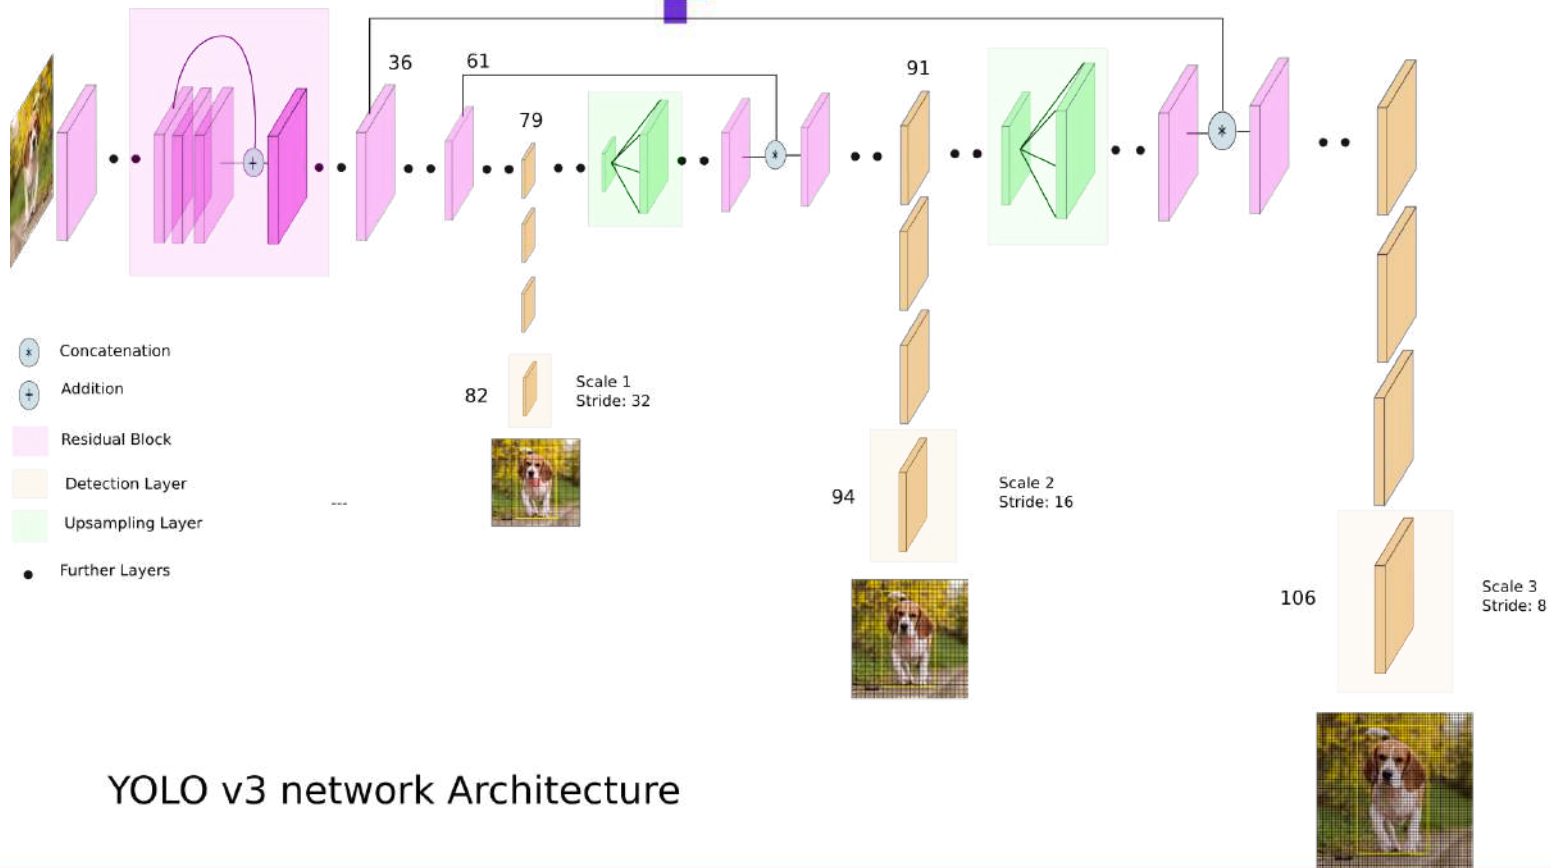 36
61
91
79
*
*
+
Concatenation
*
Addition
+
Residual Block
Detection Layer
Upsampling Layer
Further Layers
---
82
Scale 1
Stride: 32
94
Scale 2
Stride: 16
106
Scale 3
Stride: 8
YOLO v3 network Architecture